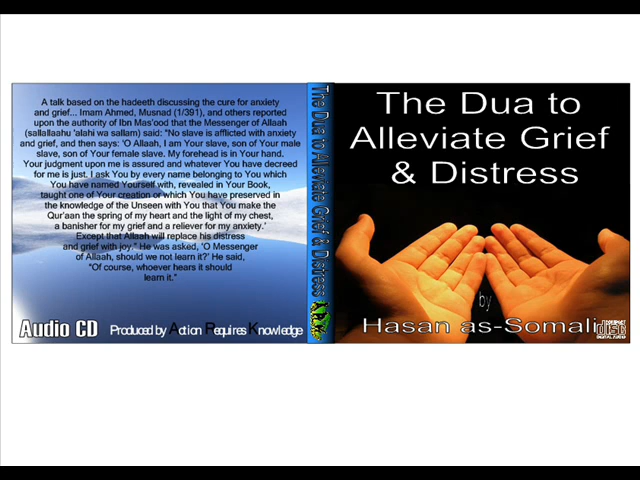 A talk based on the hadeeth discussing the cure for anxiety
and grief... Imam Ahmed, Musnad (1/391), and others reported
upon the authority of Ibn Mas'ood that the Messenger of Allaah
(sallallaahu 'alahi wa sallam) said: "No slave is afflicted with anxiety
and grief, and then says: 'O Allaah, I am Your slave, son of Your male
slave, son of Your female slave. My forehead is in Your hand.
Your judgment upon me is assured and whatever You have decreed
for me is just. I ask You by every name belonging to You which
You have named Yourself with, revealed in Your Book,
taught one of Your creation or which You have preserved in
the knowledge of the Unseen with You that You make the
Qur'aan the spring of my heart and the light of my chest,
a banisher for my grief and a reliever for my anxiety.'
Except that Allaah will replace his distress
and grief with joy." He was asked, 'O Messenger
of Allaah, should we not learn it?' He said,
"Of course, whoever hears it should
learn it."
Audio CD
Produced by Action Requires Knowledge
The Dua to Alleviate Grief & Distress
ARK
The Dua to
Alleviate Grief
& Distress
by
Hasan as-Somali
COMPACT
disc
DIGITAL AUDIO